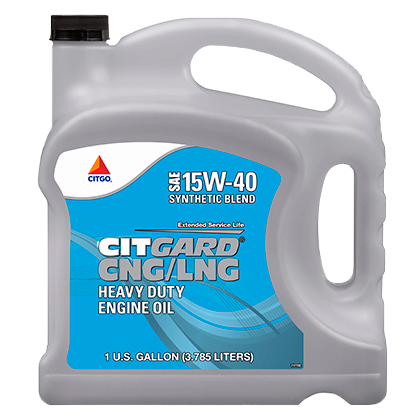 CITGO
SAE 15W-40
SYNTHETIC BLEND
Extended Service Life
CITGARD®
CNG/LNG
HEAVY DUTY
ENGINE OIL
1 U.S. GALLON (3.785 LITERS)